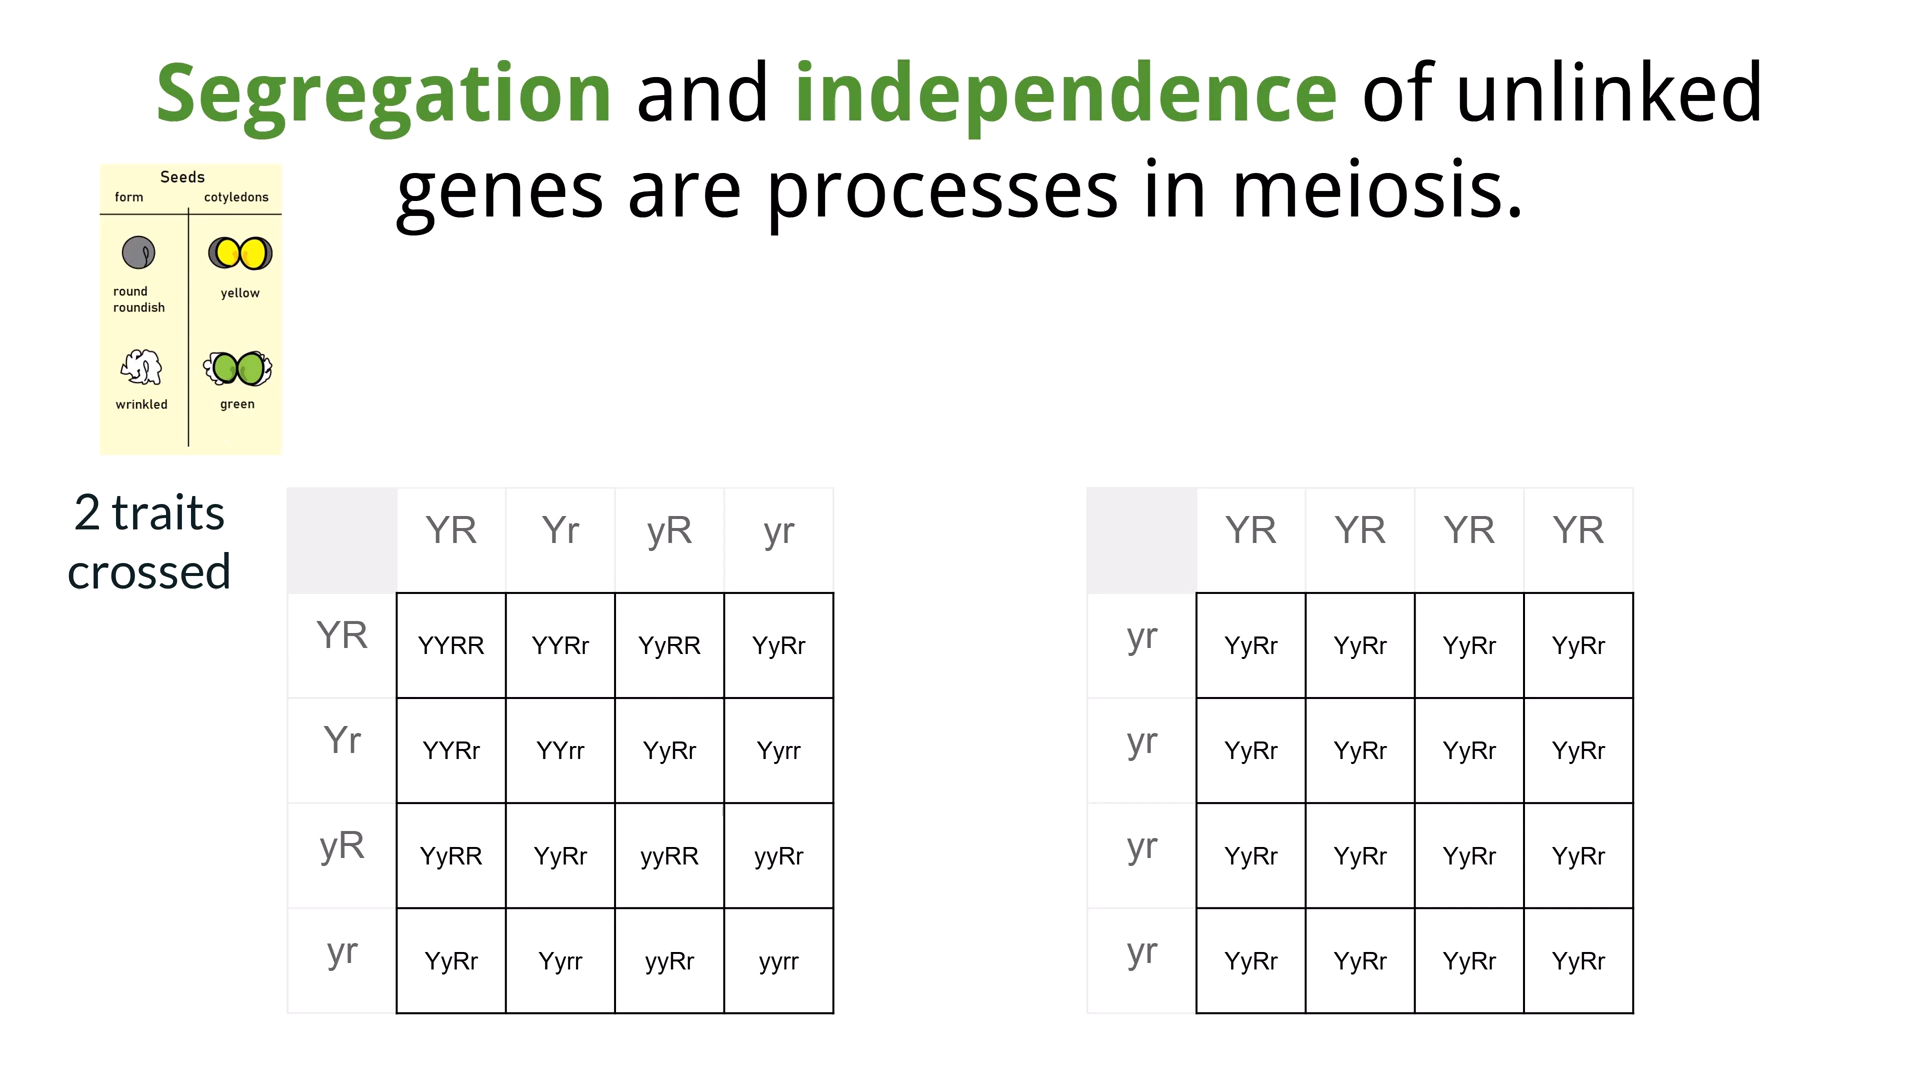 Segregation and independence of unlinked
genes are processes in meiosis.
Seeds
form cotyledons
round
roundish
yellow
wrinkled green
2 traits
crossed
YR Yr yR yr
YR YYRR YYRr YyRR YyRr
Yr YYRr YYrr YyRr Yyrr
yR YyRR YyRr yyRR yyRr
yr YyRr Yyrr yyRr yyrr
YR YR YR YR
yr YyRr YyRr YyRr YyRr
yr YyRr YyRr YyRr YyRr
yr YyRr YyRr YyRr YyRr
yr YyRr YyRr YyRr YyRr